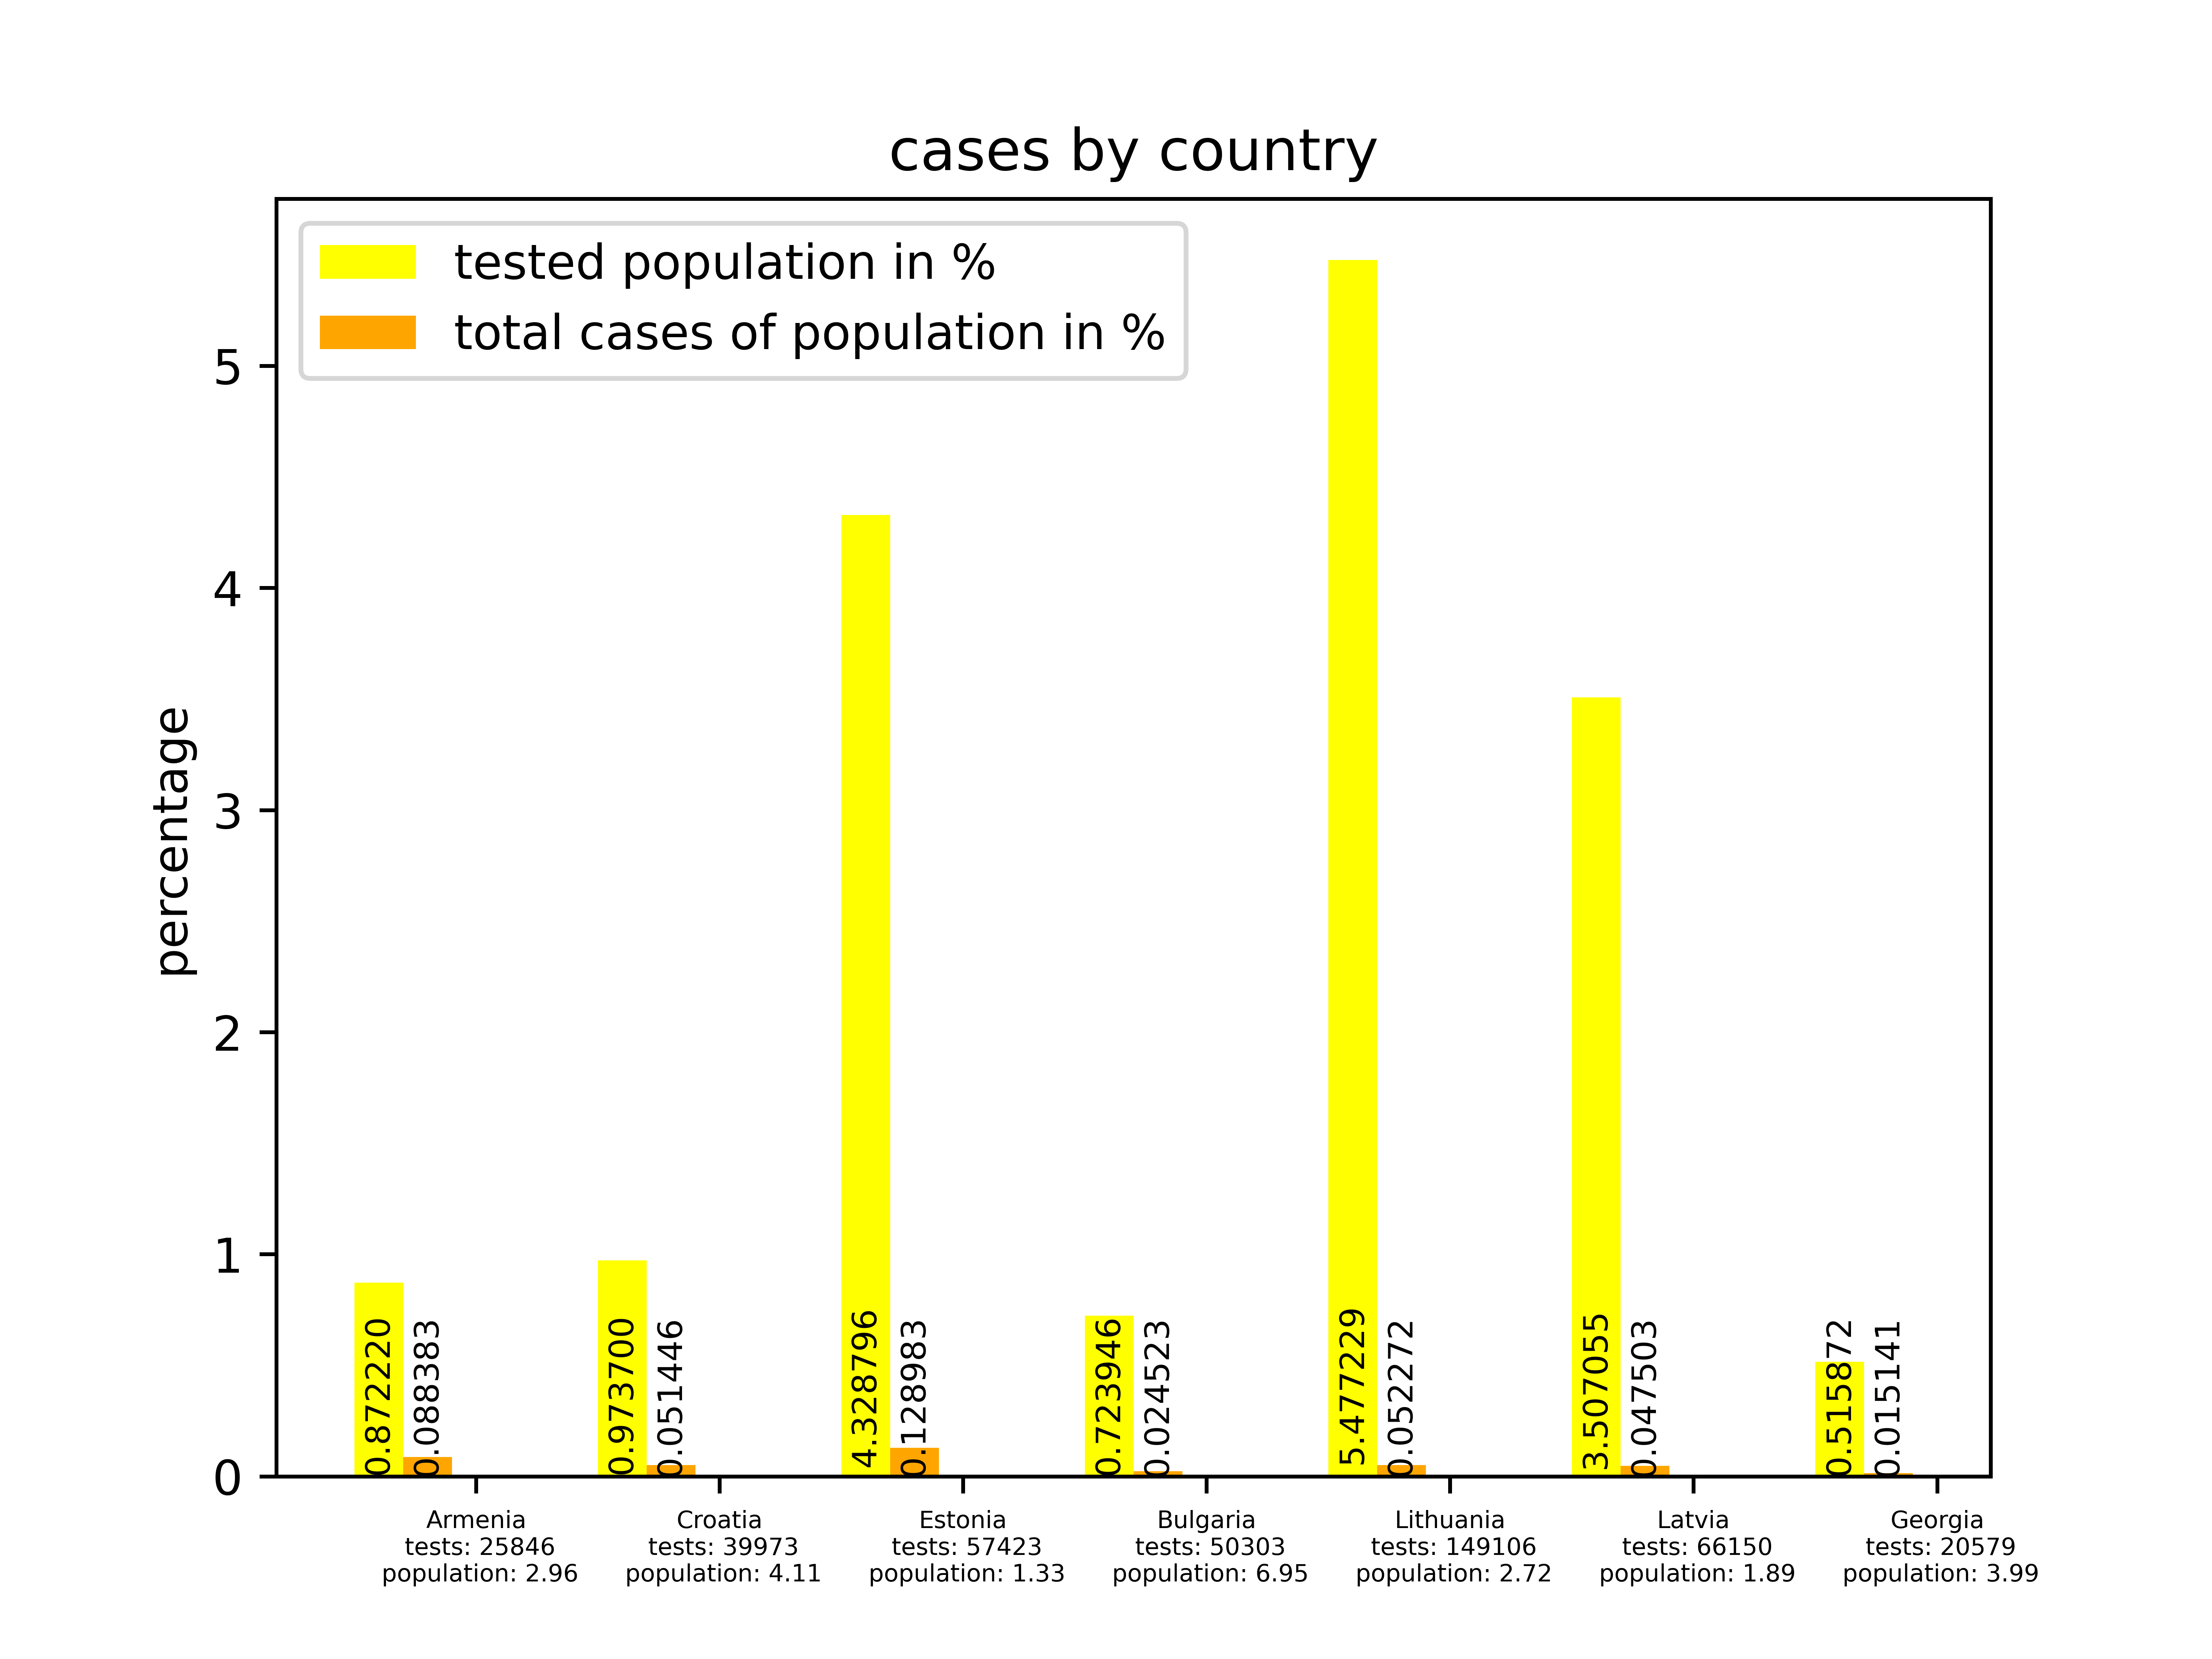 cases by country
tested population in %
total cases of population in %
percentage
5
4
3
2
1
0
0.872220
0.088383
0.973700
0.051446
4.328796
0.128983
0.723946
0.024523
5.477229
0.052272
3.507055
0.047503
0.515872
0.015141
Armenia
tests: 25846
population: 2.96
Croatia
tests: 39973
population: 4.11
Estonia
tests: 57423
population: 1.33
Bulgaria
tests: 50303
population: 6.95
Lithuania
tests: 149106
population: 2.72
Latvia
tests: 66150
population: 1.89
Georgia
tests: 20579
population: 3.99